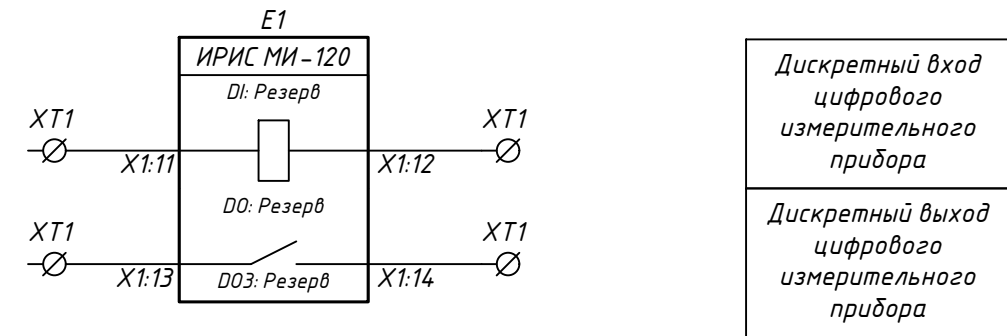 E1
ИРИС МИ-120
DI: Резерв
XT1
XT1
X1:11
X1:12
DO: Резерв
XT1
XT1
X1:13
DO3: Резерв
X1:14
Дискретный вход
цифрового
измерительного
прибора
Дискретный выход
цифрового
измерительного
прибора